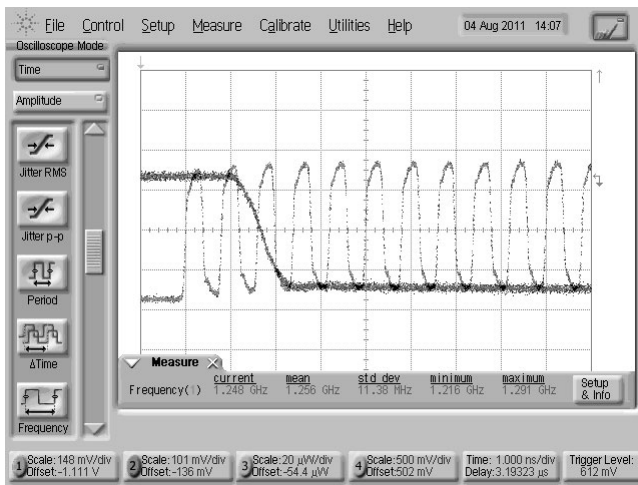 File Control Setup Measure Calibrate Utilities Help 04 Aug 2011 14:07
Oscilloscope Mode
Time
Amplitude
Jitter RMS
Jitter p-p
Period
ΔTime
Frequency
Measure
current mean std dev minimum maximum
Frequency(1) 1.248 GHz 1.256 GHz 11.38 MHz 1.216 GHz 1.291 GHz
Setup & Info
1 Scale: 148 mV/div 2 Scale: 101 mV/div 3 Scale: 20 µW/div 4 Scale: 500 mV/div Time: 1.000 ns/div Trigger Level:
Offset: -1.111 V Offset: -136 mV Offset: -54.4 µW Offset: 502 mV Delay: 3.19323 µs 612 mV